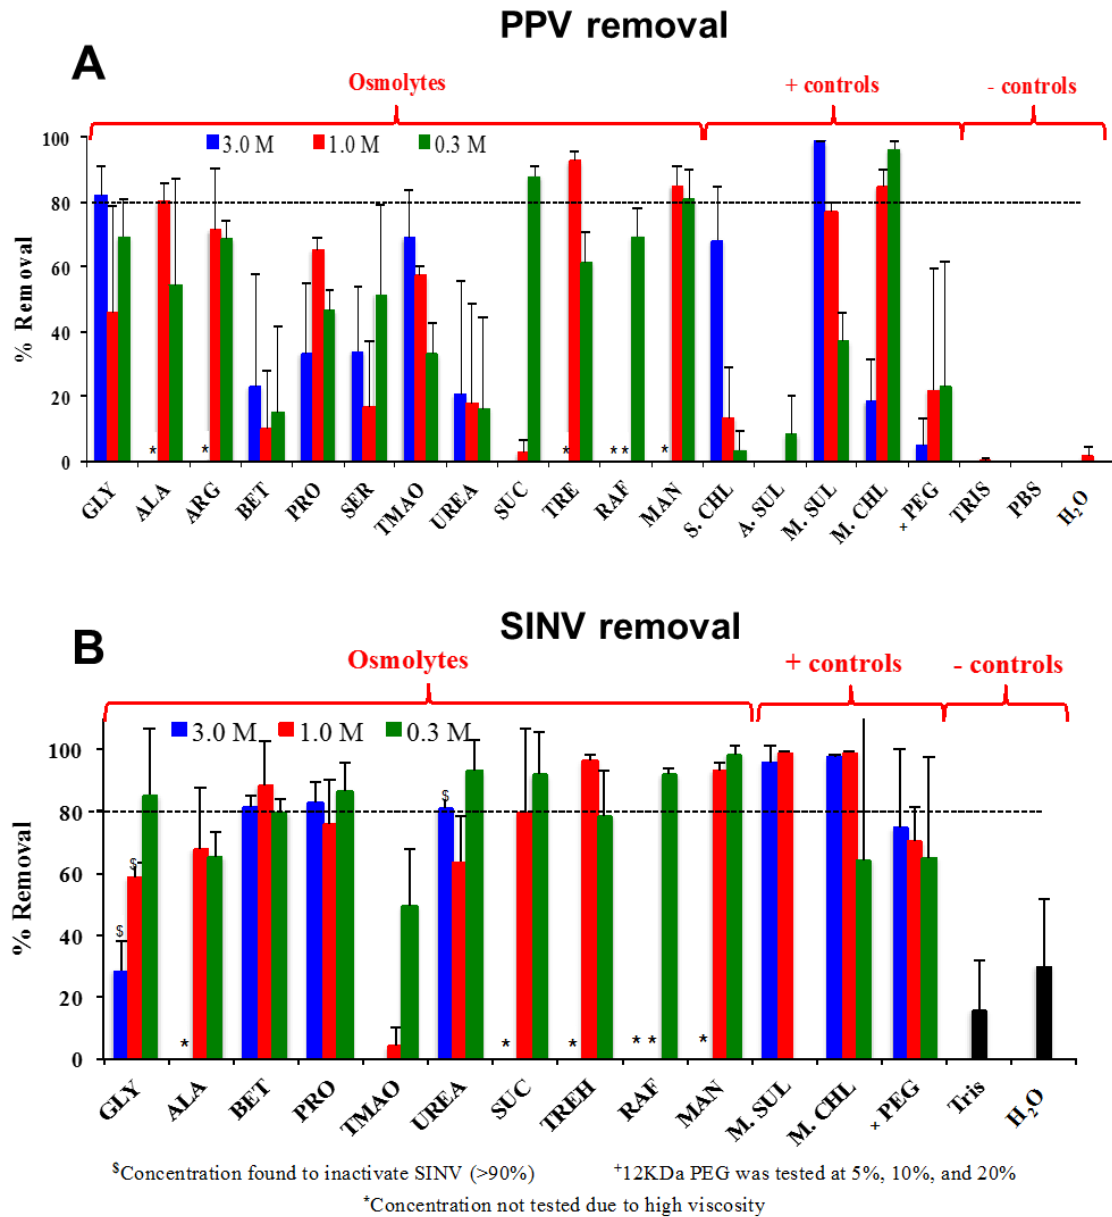 PPV removal
A
Osmolytes
+ controls
- controls
3.0 M 1.0 M 0.3 M
100
80
60
40
20
0
% Removal
* * * * * *
GLY ALA ARG BET PRO SER TMAO UREA SUC TRE RAF MAN S. CHL A. SUL M. SUL M. CHL + PEG TRIS PBS H₂O
SINV removal
B
Osmolytes
+ controls
- controls
3.0 M 1.0 M 0.3 M
100
80
60
40
20
0
% Removal
$ $ $
* * * * * *
GLY ALA BET PRO TMAO UREA SUC TREH RAF MAN M. SUL M. CHL + PEG Tris H₂O
$Concentration found to inactivate SINV (>90%) +12KDa PEG was tested at 5%, 10%, and 20%
*Concentration not tested due to high viscosity